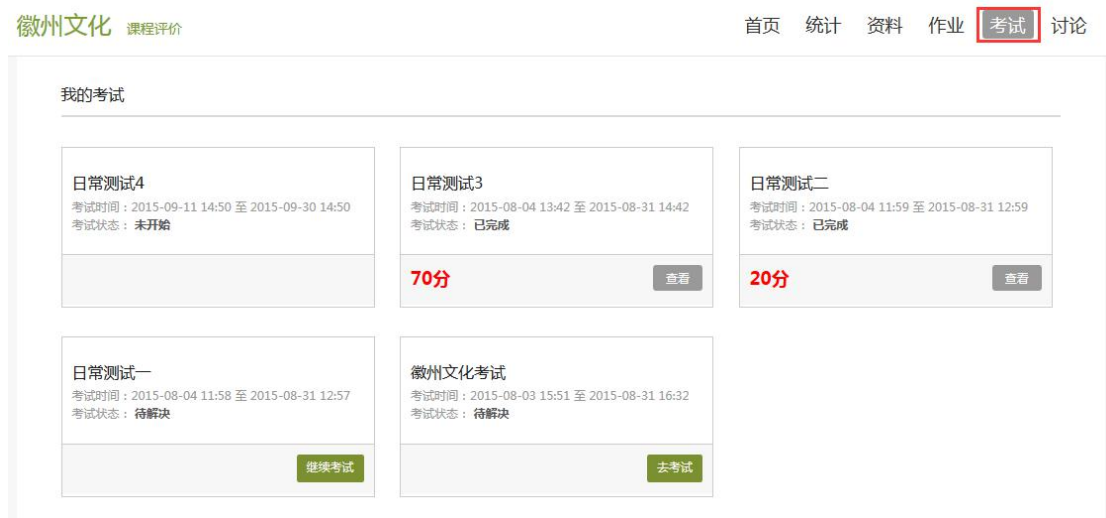 徽州文化 课程评价 首页 统计 资料 作业 考试 讨论
我的考试
日常测试4
考试时间：2015-09-11 14:50 至 2015-09-30 14:50
考试状态： 未开始
日常测试3
考试时间：2015-08-04 13:42 至 2015-08-31 14:42
考试状态： 已完成
70分 查看
日常测试二
考试时间：2015-08-04 11:59 至 2015-08-31 12:59
考试状态： 已完成
20分 查看
日常测试一
考试时间：2015-08-04 11:58 至 2015-08-31 12:57
考试状态： 待解决
继续考试
徽州文化考试
考试时间：2015-08-03 15:51 至 2015-08-31 16:32
考试状态： 待解决
去考试